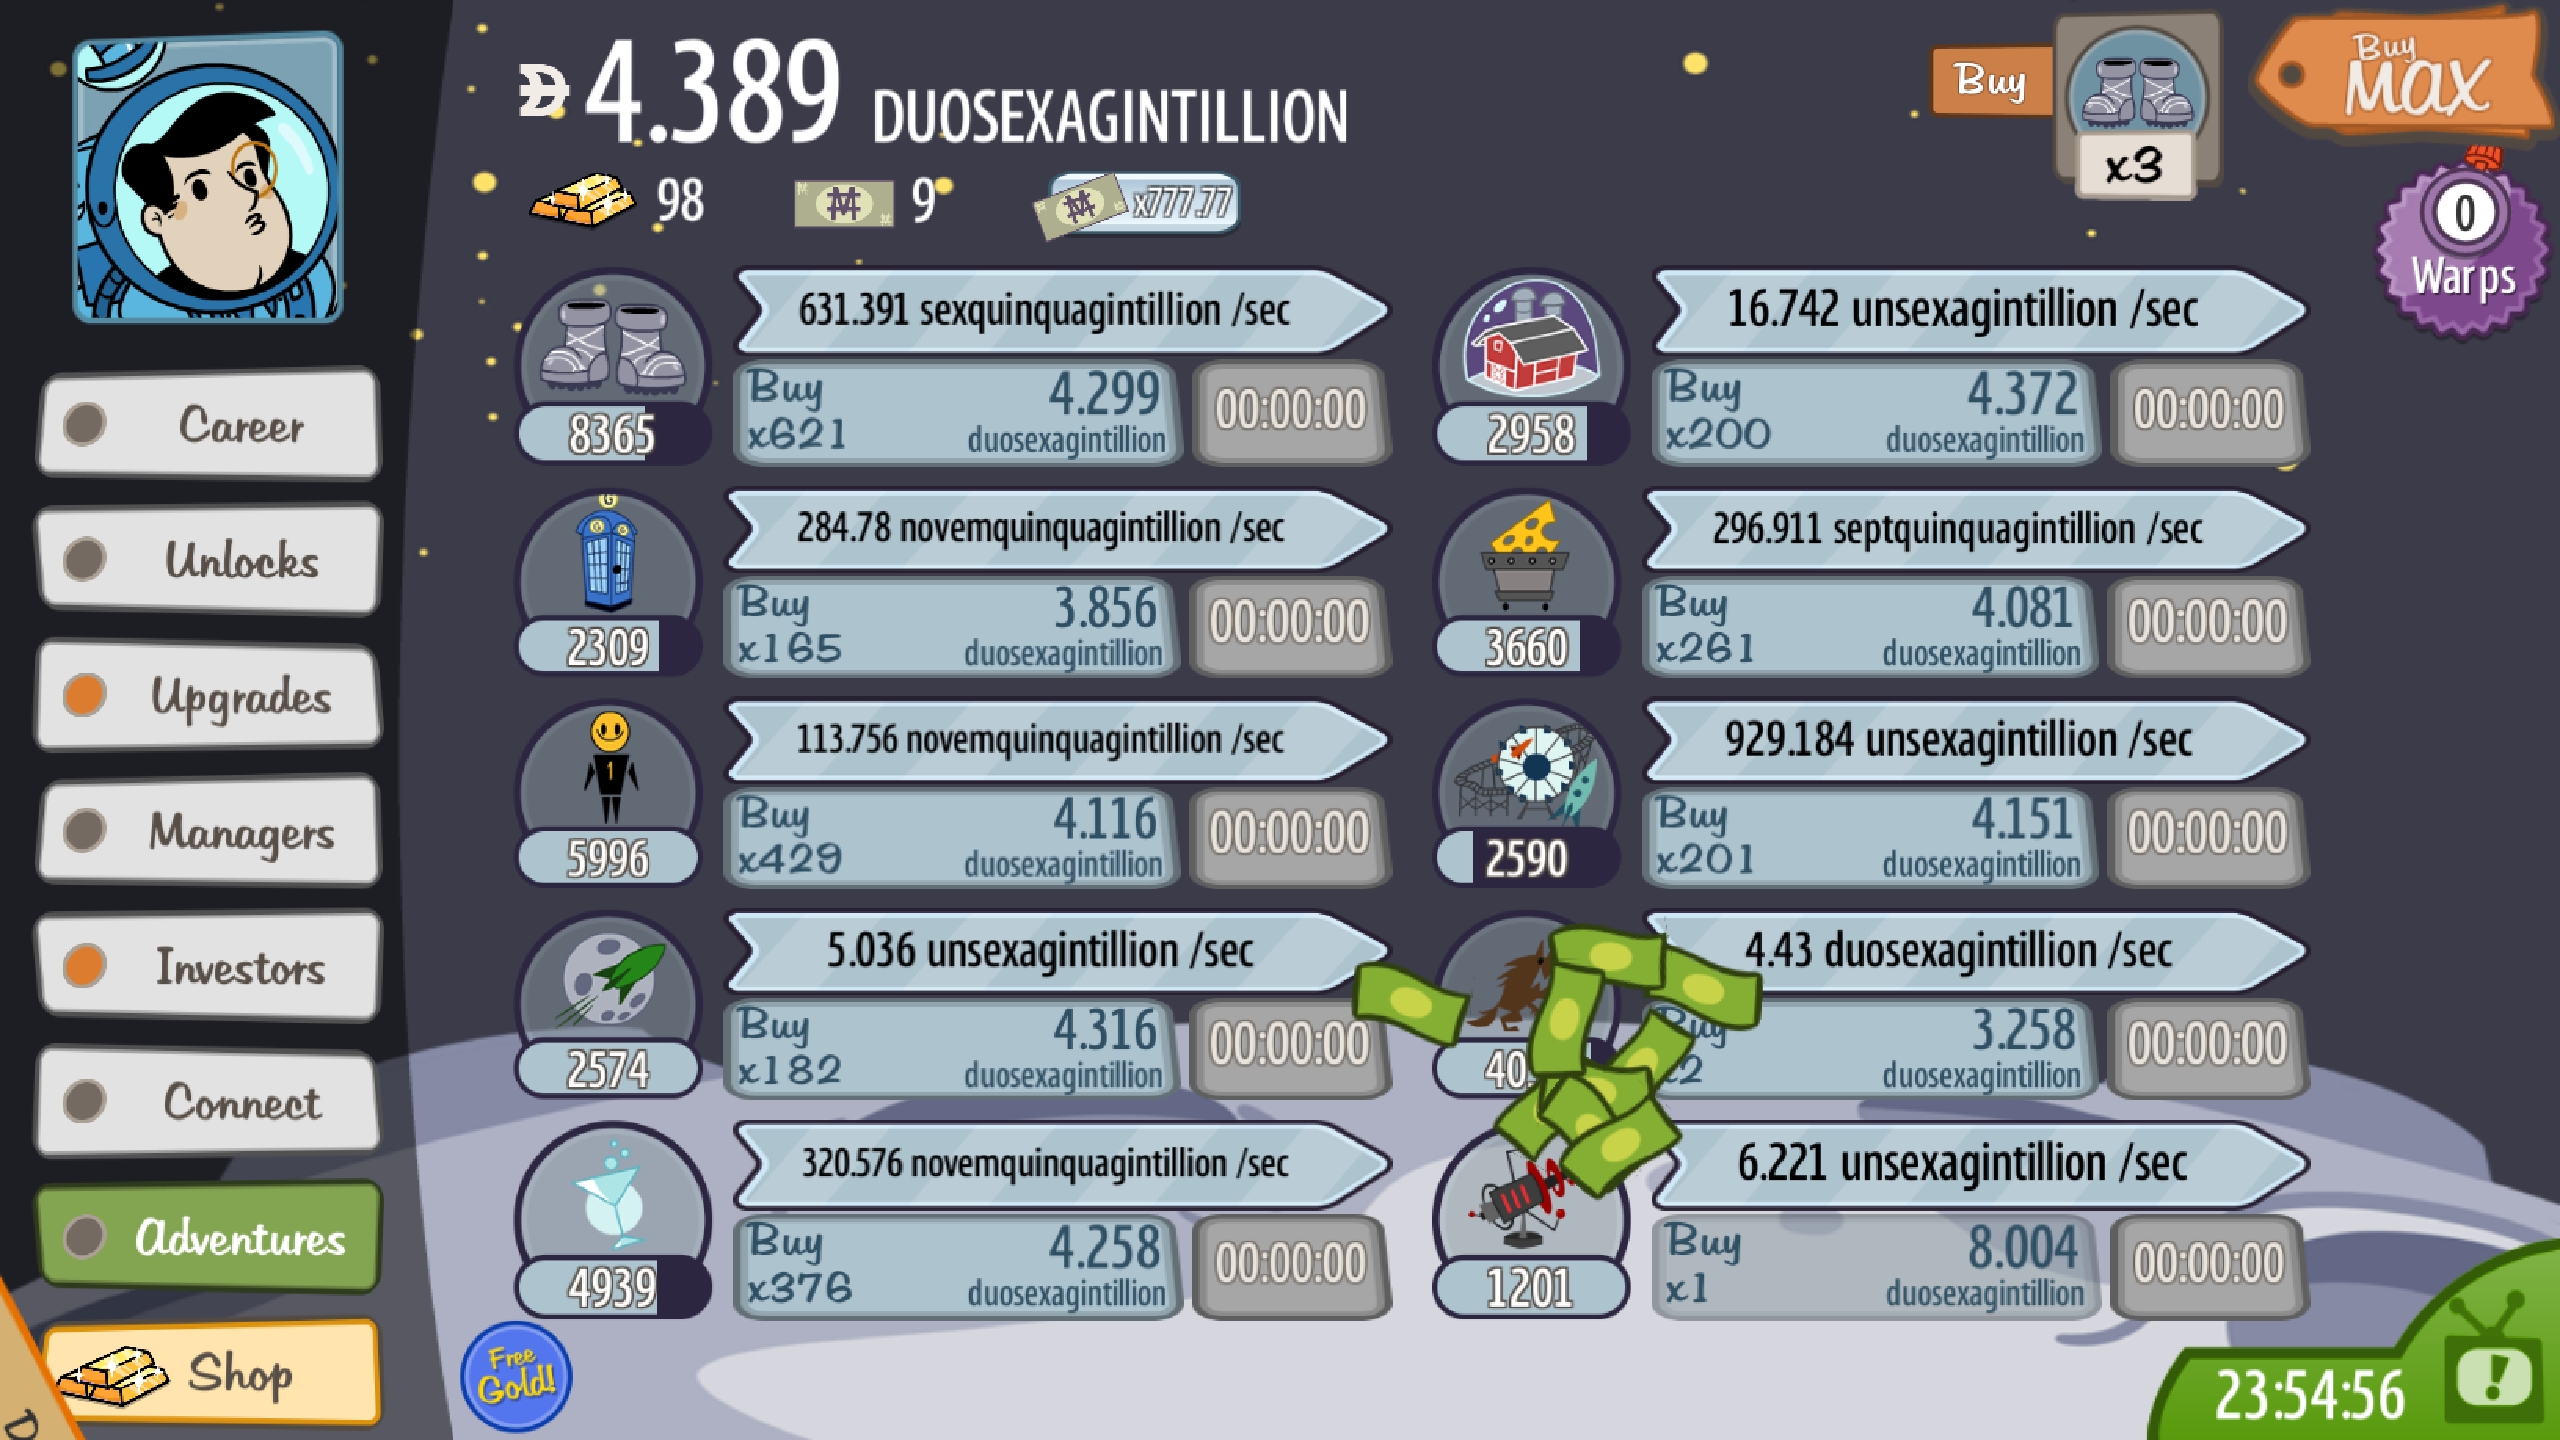 4.389 DUOSEXAGINTILLION
Buy
x3
Buy
MAX
98
9
x777.77
0
Warps
Career
Unlocks
Upgrades
Managers
Investors
Connect
Adventures
Shop
631.391 sexquinquagintillion /sec
8365
Buy
x621
4.299
duosexagintillion
00:00:00
16.742 unsexagintillion /sec
2958
Buy
x200
4.372
duosexagintillion
00:00:00
G
284.78 novemquinquagintillion /sec
2309
Buy
x165
3.856
duosexagintillion
00:00:00
296.911 septquinquagintillion /sec
3660
Buy
x261
4.081
duosexagintillion
00:00:00
113.756 novemquinquagintillion /sec
1
5996
Buy
x429
4.116
duosexagintillion
00:00:00
929.184 unsexagintillion /sec
2590
Buy
x201
4.151
duosexagintillion
00:00:00
5.036 unsexagintillion /sec
2574
Buy
x182
4.316
duosexagintillion
00:00:00
4.43 duosexagintillion /sec
Buy
3.258
duosexagintillion
00:00:00
320.576 novemquinquagintillion /sec
4939
Buy
x376
4.258
duosexagintillion
00:00:00
6.221 unsexagintillion /sec
1201
Buy
x1
8.004
duosexagintillion
00:00:00
Free
Gold!
23:54:56
!
D